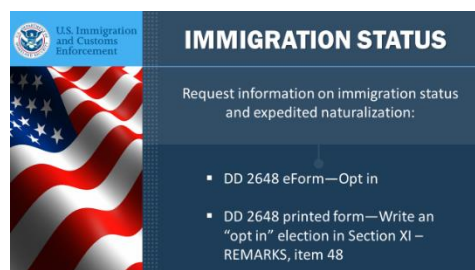 U.S. Immigration
and Customs
Enforcement
IMMIGRATION STATUS
Request information on immigration status
and expedited naturalization:
▪ DD 2648 eForm—Opt in
▪ DD 2648 printed form—Write an
“opt in” election in Section XI –
REMARKS, item 48